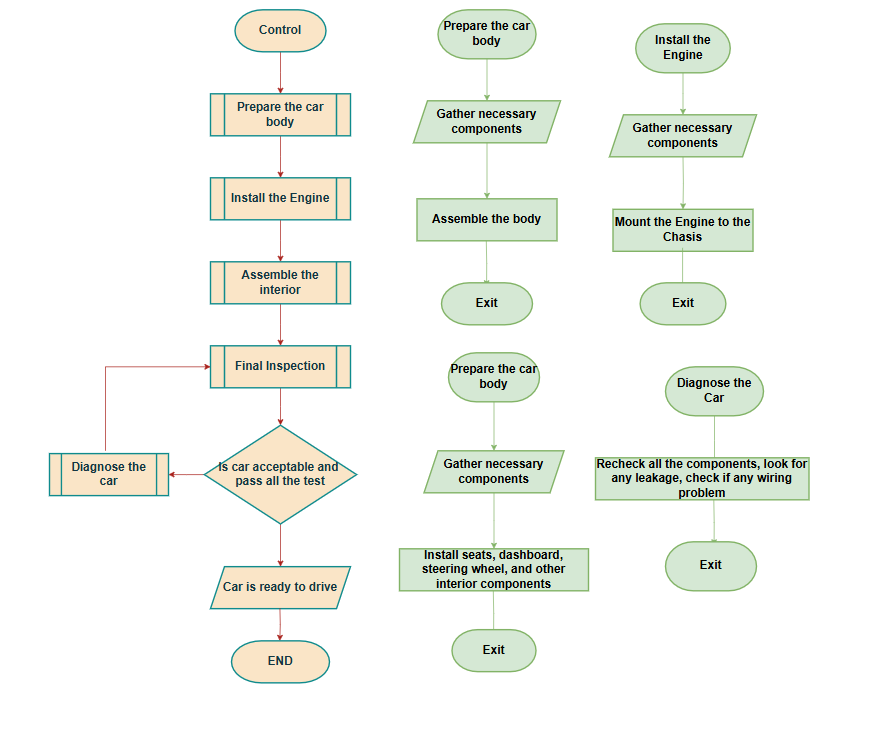 Control
Prepare the car
body
Install the Engine
Assemble the
interior
Final Inspection
Is car acceptable and
pass all the test
Diagnose the
car
Car is ready to drive
END
Prepare the car
body
Gather necessary
components
Assemble the body
Exit
Install the
Engine
Gather necessary
components
Mount the Engine to the
Chasis
Exit
Prepare the car
body
Gather necessary
components
Install seats, dashboard,
steering wheel, and other
interior components
Exit
Diagnose the
Car
Recheck all the components, look for
any leakage, check if any wiring
problem
Exit